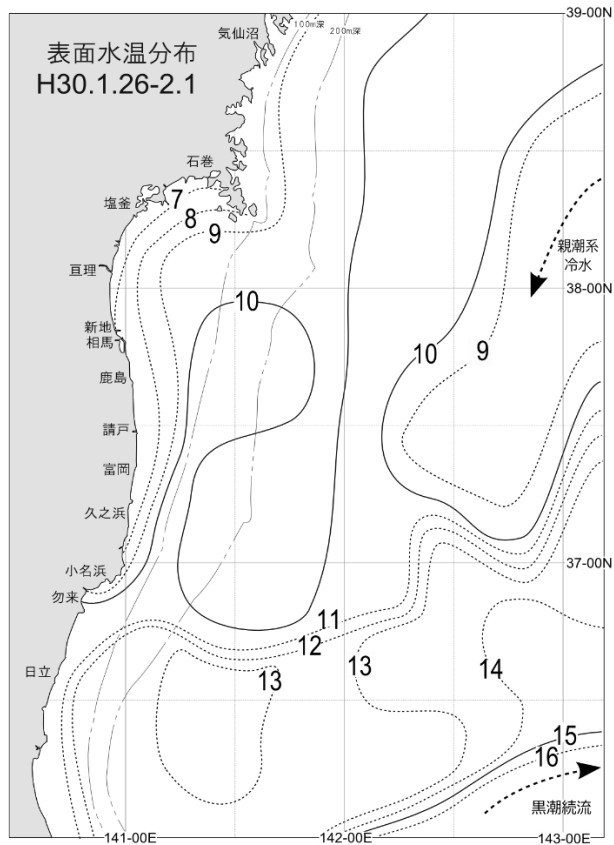 39-00N
気仙沼
100m深
200m深
表面水温分布
H30.1.26-2.1
石巻
7
塩釜
8
9
親潮系
冷水
亘理
38-00N
10
新地
相馬
10
9
鹿島
請戸
富岡
久之浜
小名浜
37-00N
勿来
11
12
日立
13
13
14
15
16
黒潮続流
141-00E
142-00E
143-00E